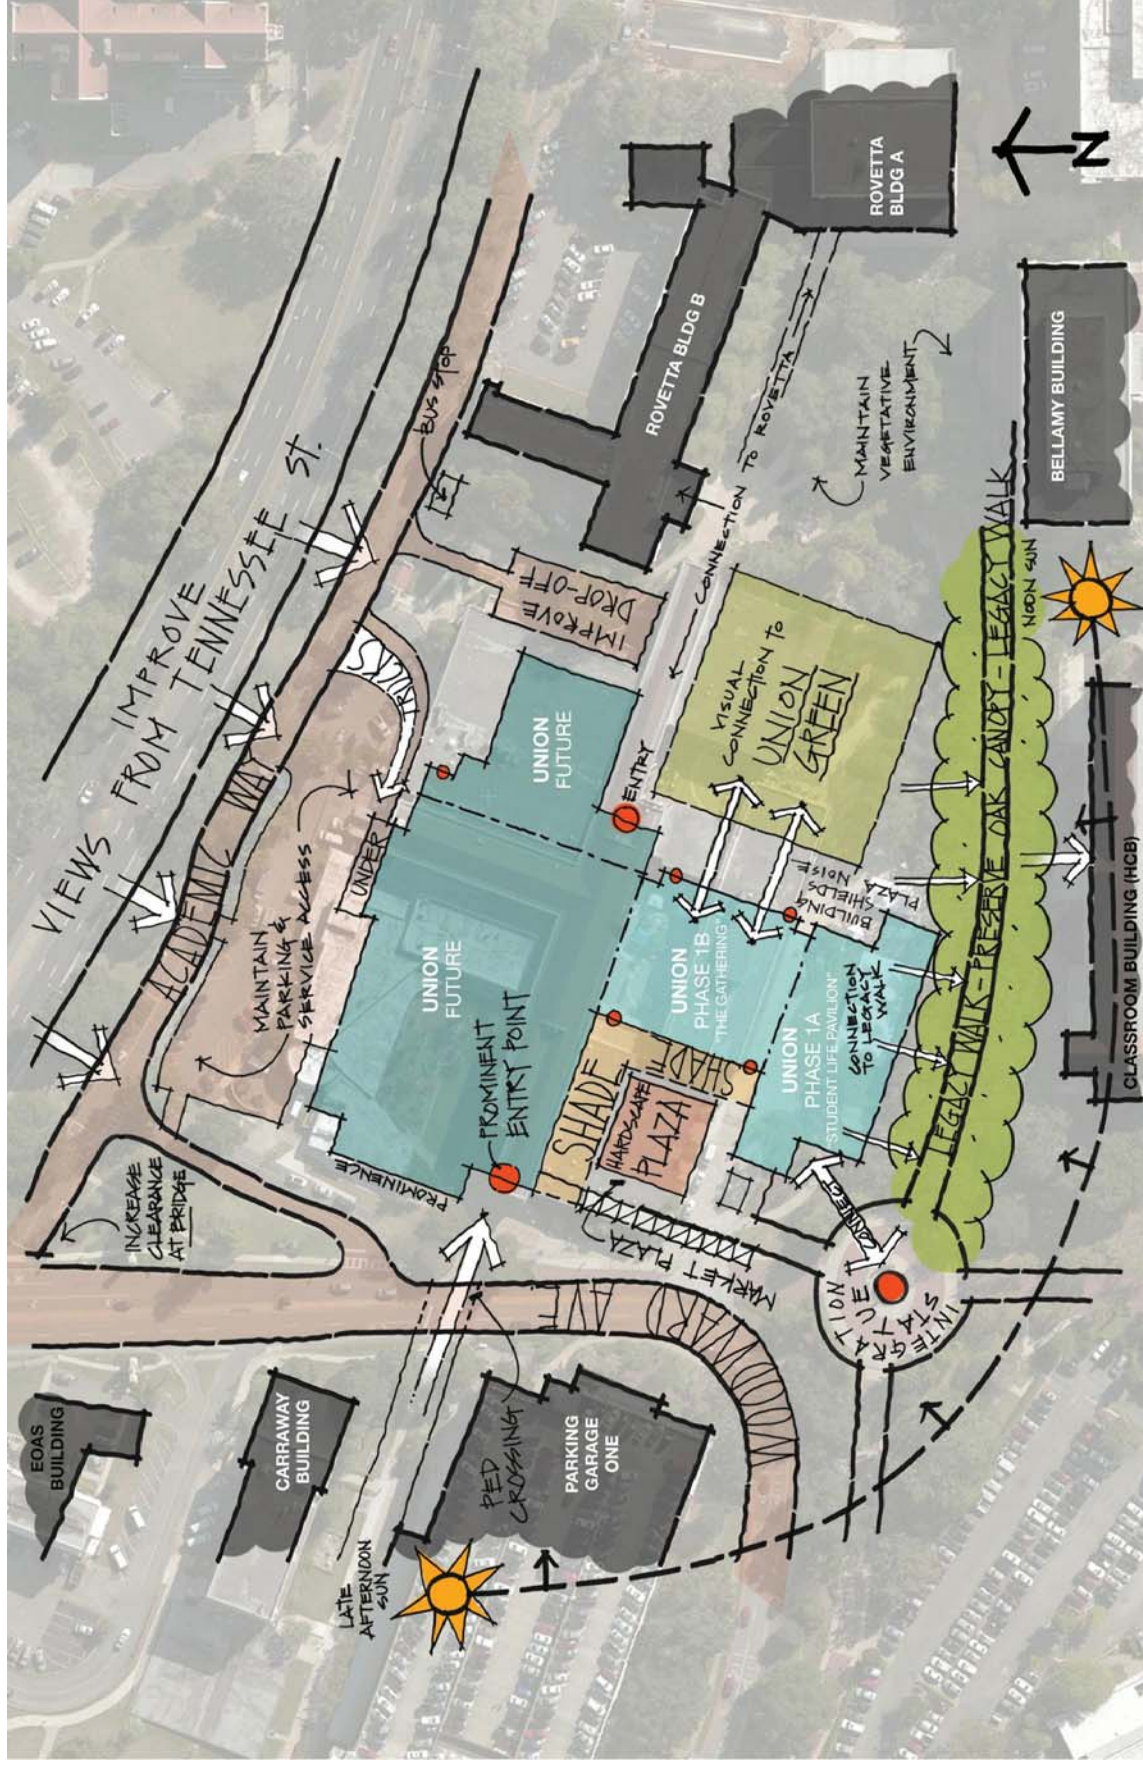 VIEWS IMPROVE
FROM TENNESSEE ST.
ACADEMIC WAY
BUS STOP
INCREASE
CLEARANCE
AT BRIDGE
MAINTAIN
PARKING &
SERVICE ACCESS
TRUCKS
UNDER
IMPROVE
DROP-OFF
EOAS
BUILDING
CARRAWAY
BUILDING
LATE
AFTERNOON
SUN
PED
CROSSING
PARKING
GARAGE
ONE
WOODWARD AVE
PROMINENCE
PROMINENT
ENTRY POINT
UNION
FUTURE
UNION
FUTURE
ENTRY
ROVETTA BLDG B
ROVETTA
BLDG A
N
CONNECTION TO ROVETTA
MAINTAIN
VEGETATIVE
ENVIRONMENT
VISUAL
CONNECTION TO
UNION
GREEN
SHADE
SHADE
HARDSCAPE
PLAZA
MARKET PLAZA
UNION
PHASE 1B
"THE GATHERING"
UNION
PHASE 1A
"STUDENT LIFE PAVILION"
CONNECTION
TO LEGACY
WALK
BUILDING
SHIELDS
PLAZA NOISE
CONNECT
INTEGRATION
STATUE
LEGACY WALK-PRESERVE OAK CANOPY-LEGACY WALK
NOON SUN
BELLAMY BUILDING
CLASSROOM BUILDING (HCB)